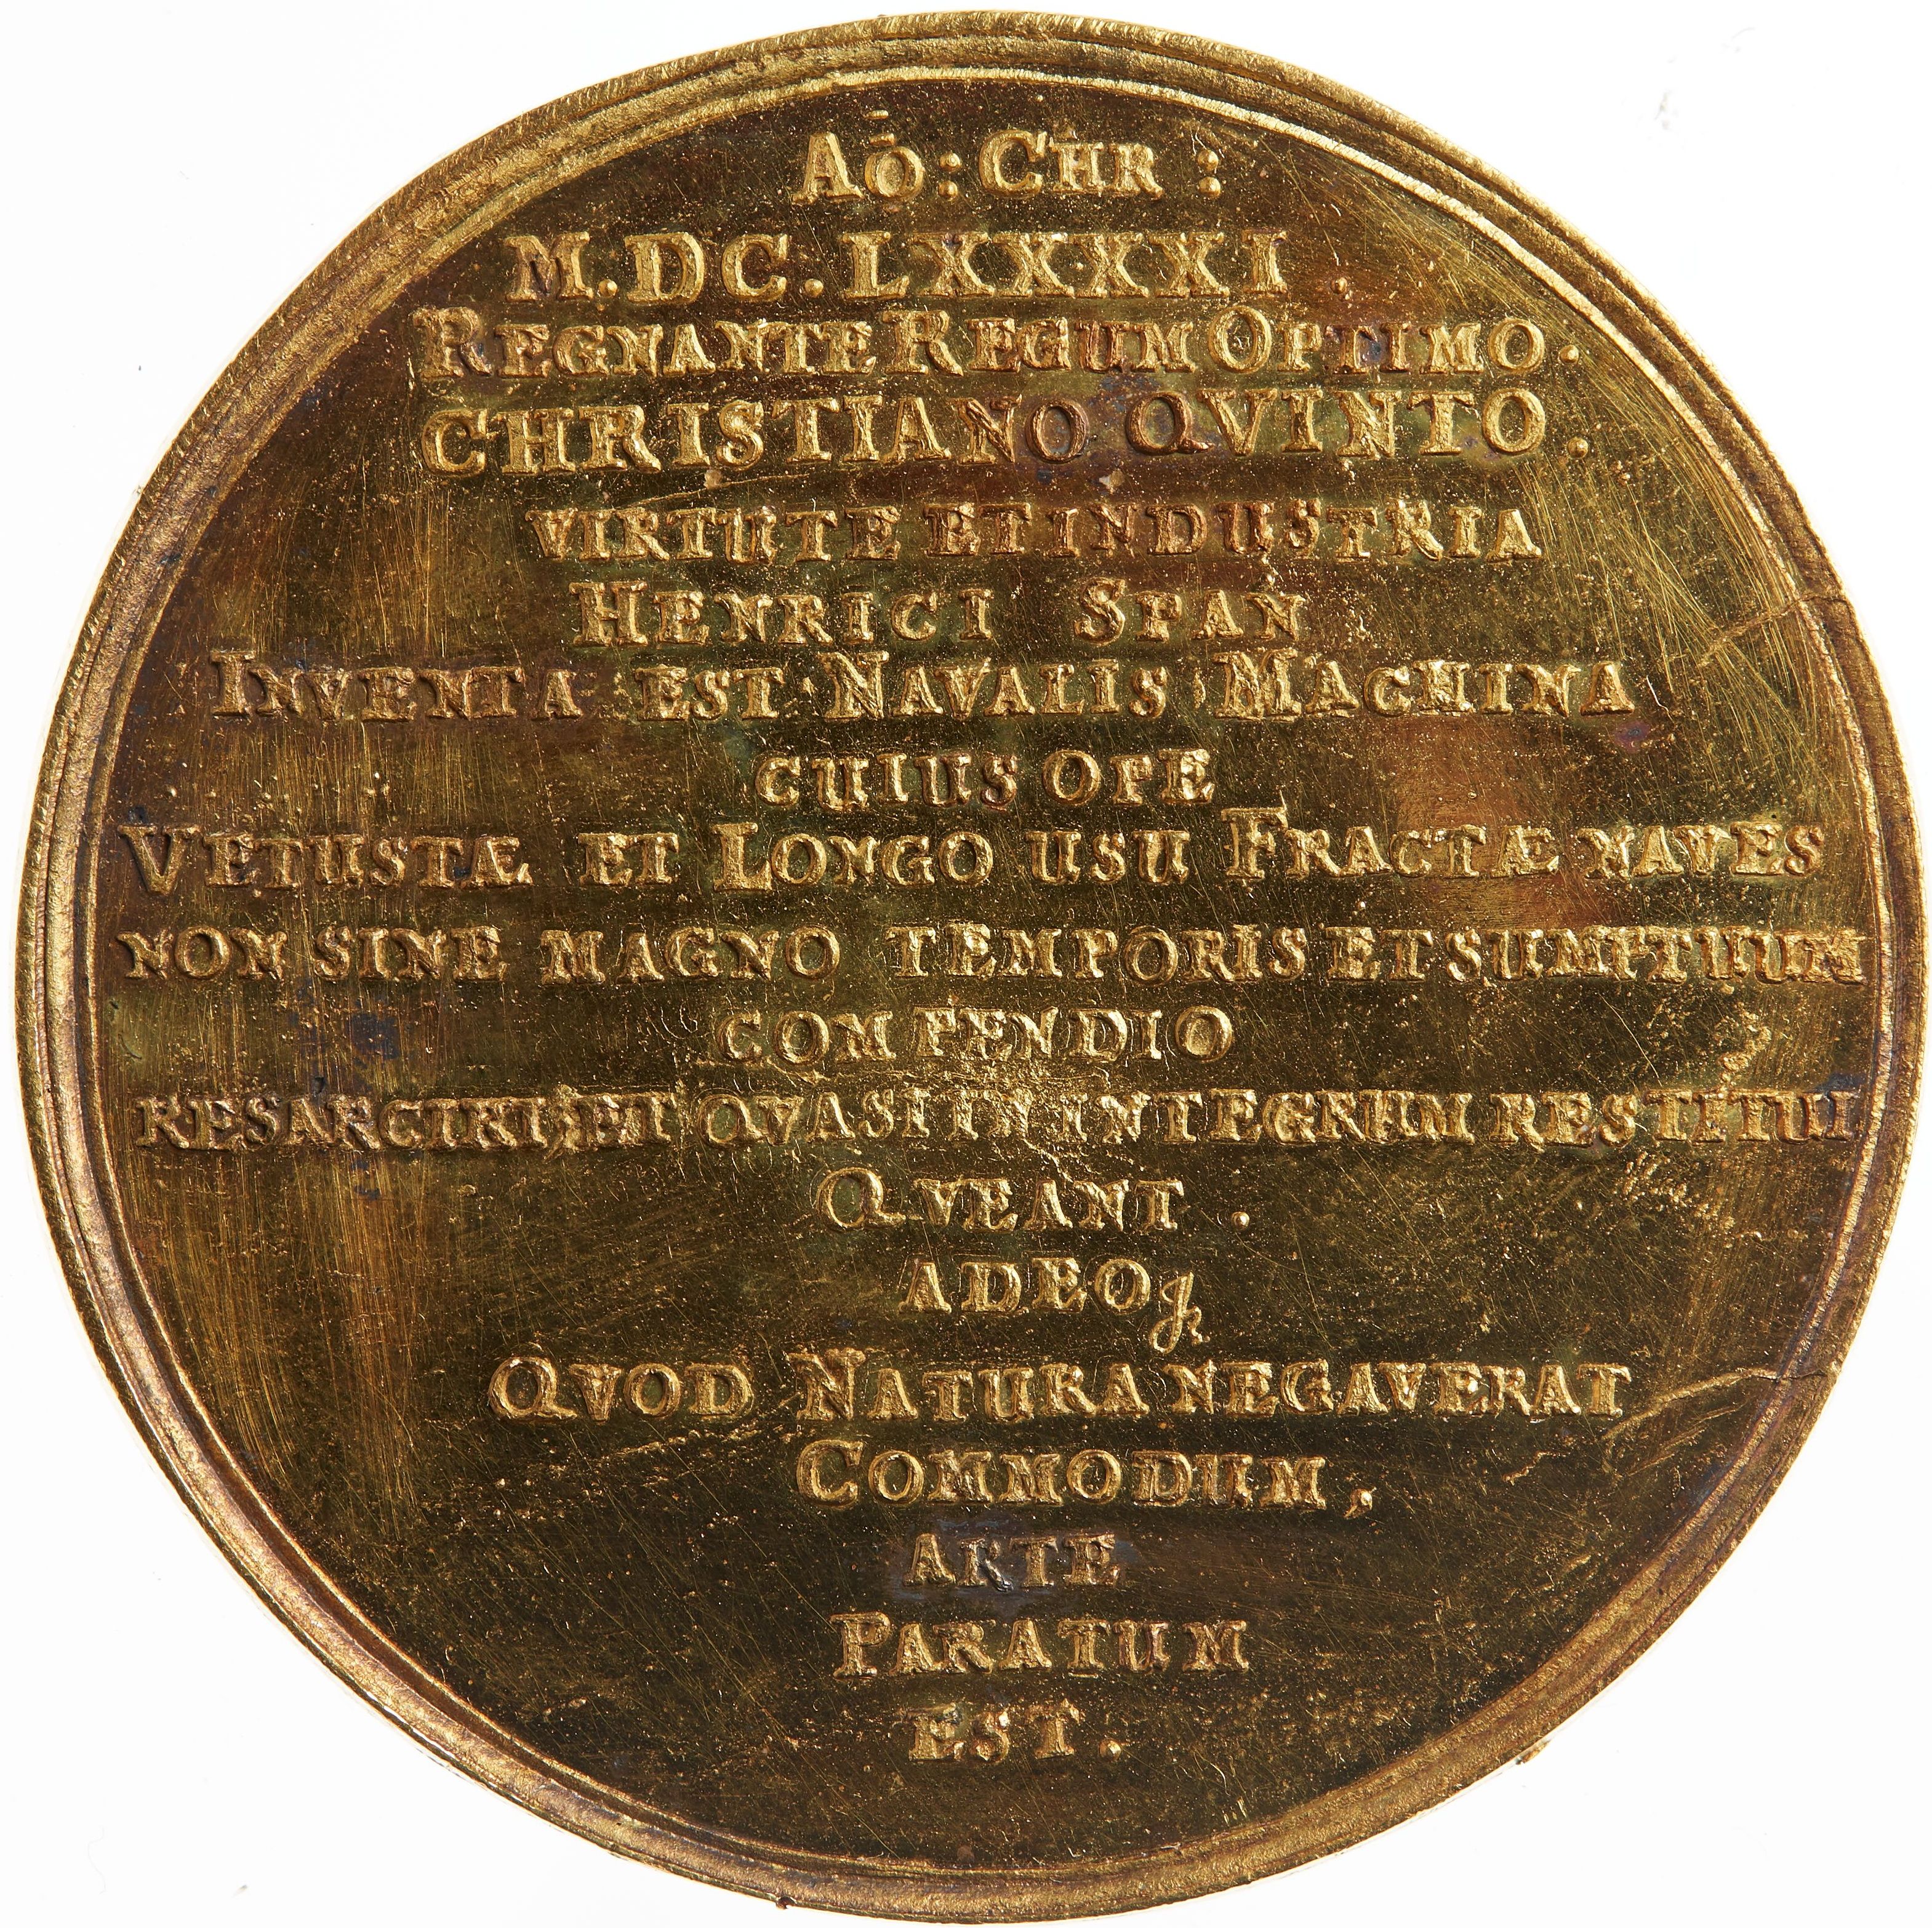 Aō: CHR:
M.DC.LXXXXI.
REGNANTE REGUM OPTIMO.
CHRISTIANO QVINTO.
VIRTUTE ET INDUSTRIA
HENRICI SPAN
INVENTA EST NAVALIS MACHINA
CUIUS OPE
VETUSTÆ ET LONGO USU FRACTÆ NAVES
NON SINE MAGNO TEMPORIS ET SUMPTUUM
COMPENDIO
RESARCIRI, ET QVASI IN INTEGRUM RESTITUI
QVEANT.
ADEOq;
QVOD NATURA NEGAVERAT
COMMODUM,
ARTE
PARATUM
EST.